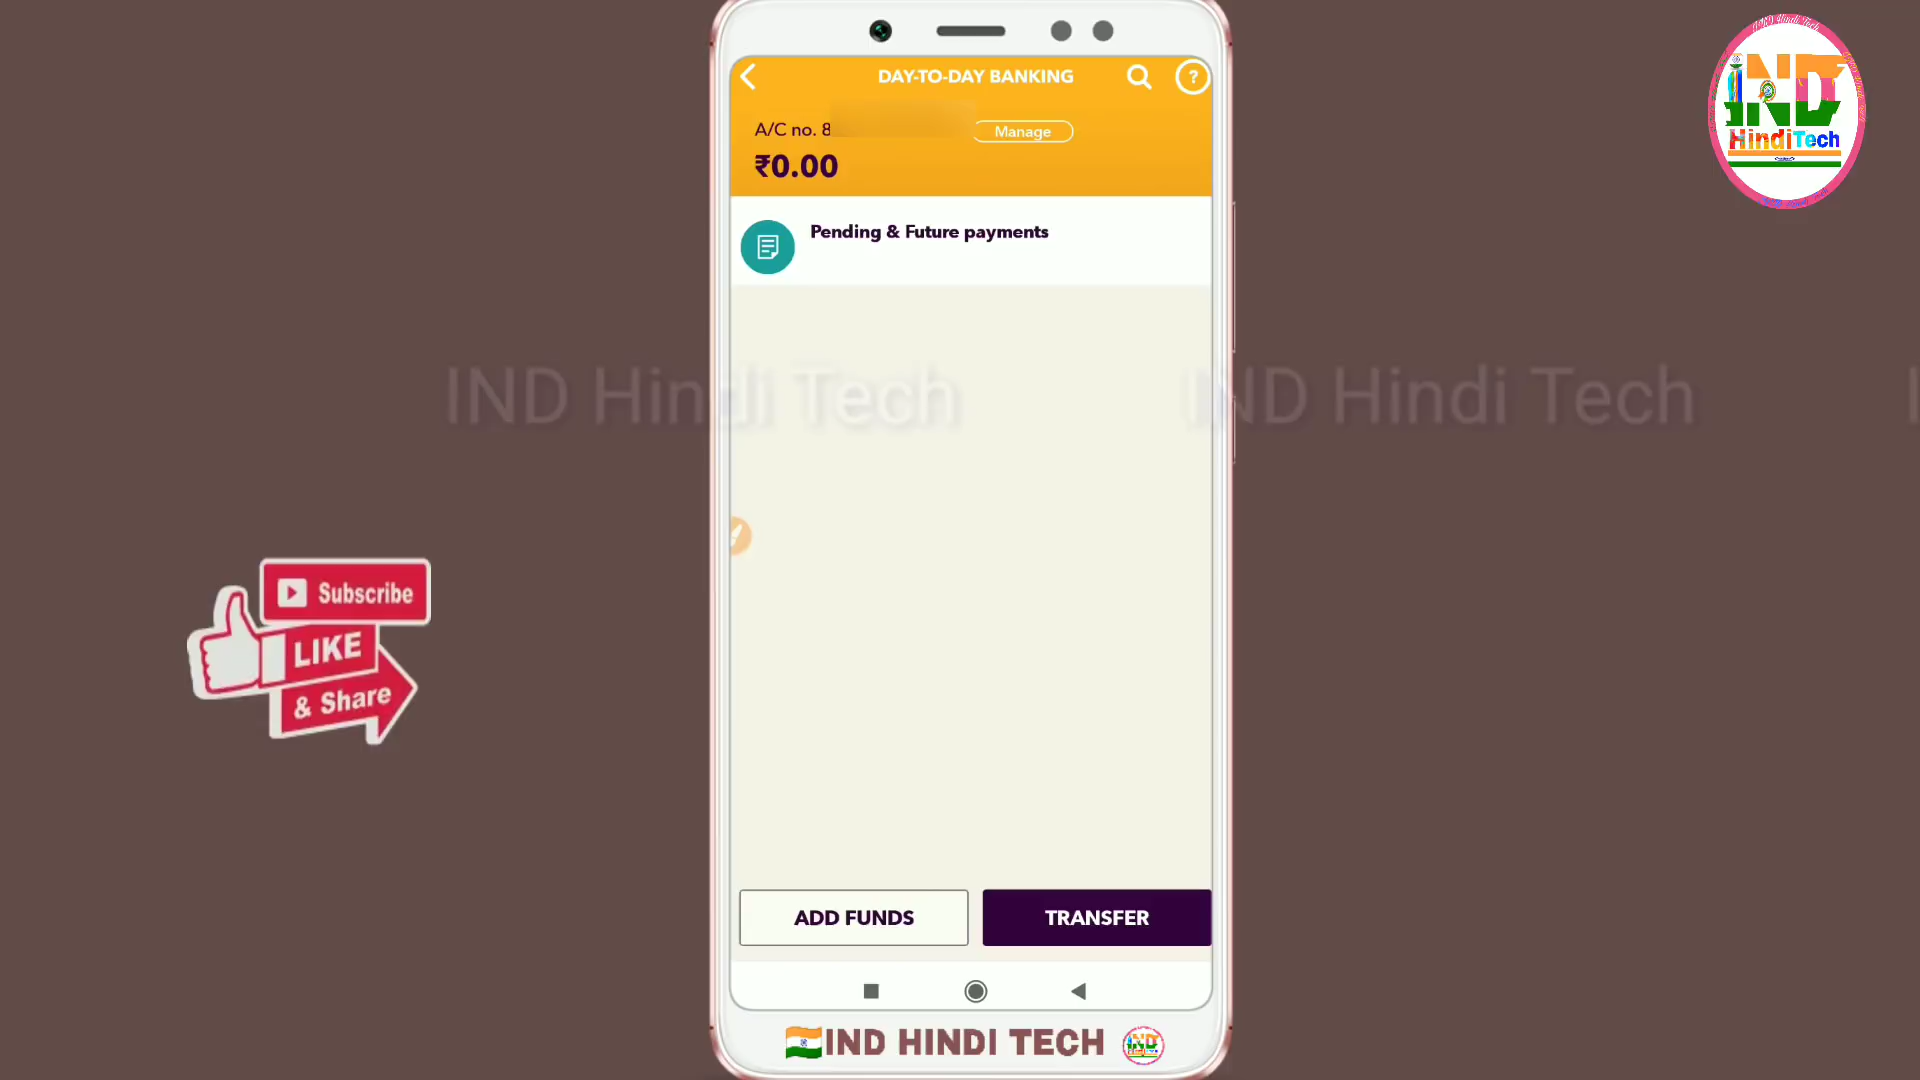 DAY-TO-DAY BANKING
?
A/C no. 8
Manage
₹0.00
Pending & Future payments
IND Hindi Tech
IND Hindi Tech
Subscribe
LIKE
& Share
ADD FUNDS
TRANSFER
IND HINDI TECH
IND
HindiTech